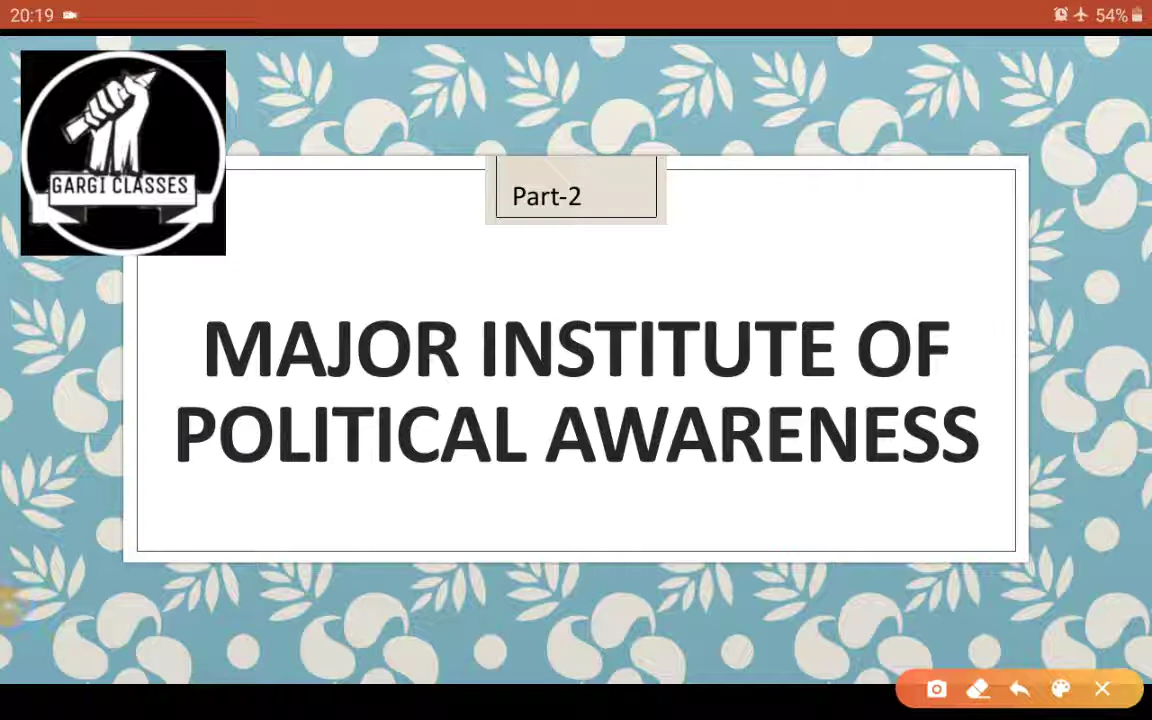 20:19
54%
GARGI CLASSES
Part-2
MAJOR INSTITUTE OF
POLITICAL AWARENESS